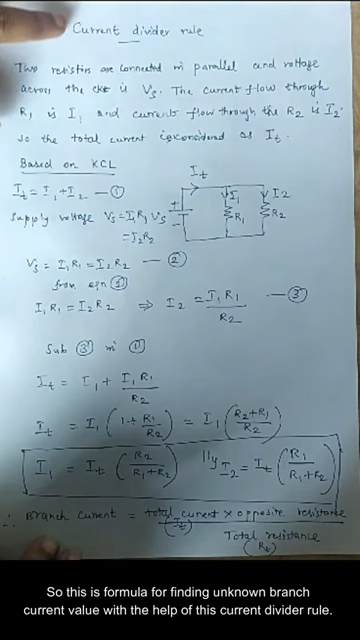 Current divider rule
Two resistors are connected in parallel and voltage
across the ckt is Vs. The current flow through
R1 is I1 and current flow through the R2 is I2.
So the total current is considered as It.
Based on KCL
It = I1 + I2 — ①
It
I1
I2
R1
R2
Vs
+
−
Supply voltage Vs = I1R1
= I2R2
Vs = I1R1 = I2R2 — ②
from eqn ②
I1R1 = I2R2 ⇒ I2 = I1R1/R2 — ③
Sub ③ in ①
It = I1 + I1R1/R2
It = I1 (1 + R1/R2) = I1 (R2+R1/R2)
I1 = It (R2/R1+R2) ||ly I2 = It (R1/R1+R2)
∴ Branch current = total current × opposite resistance
(It)
Total resistance
(Rt)
So this is formula for finding unknown branch
current value with the help of this current divider rule.